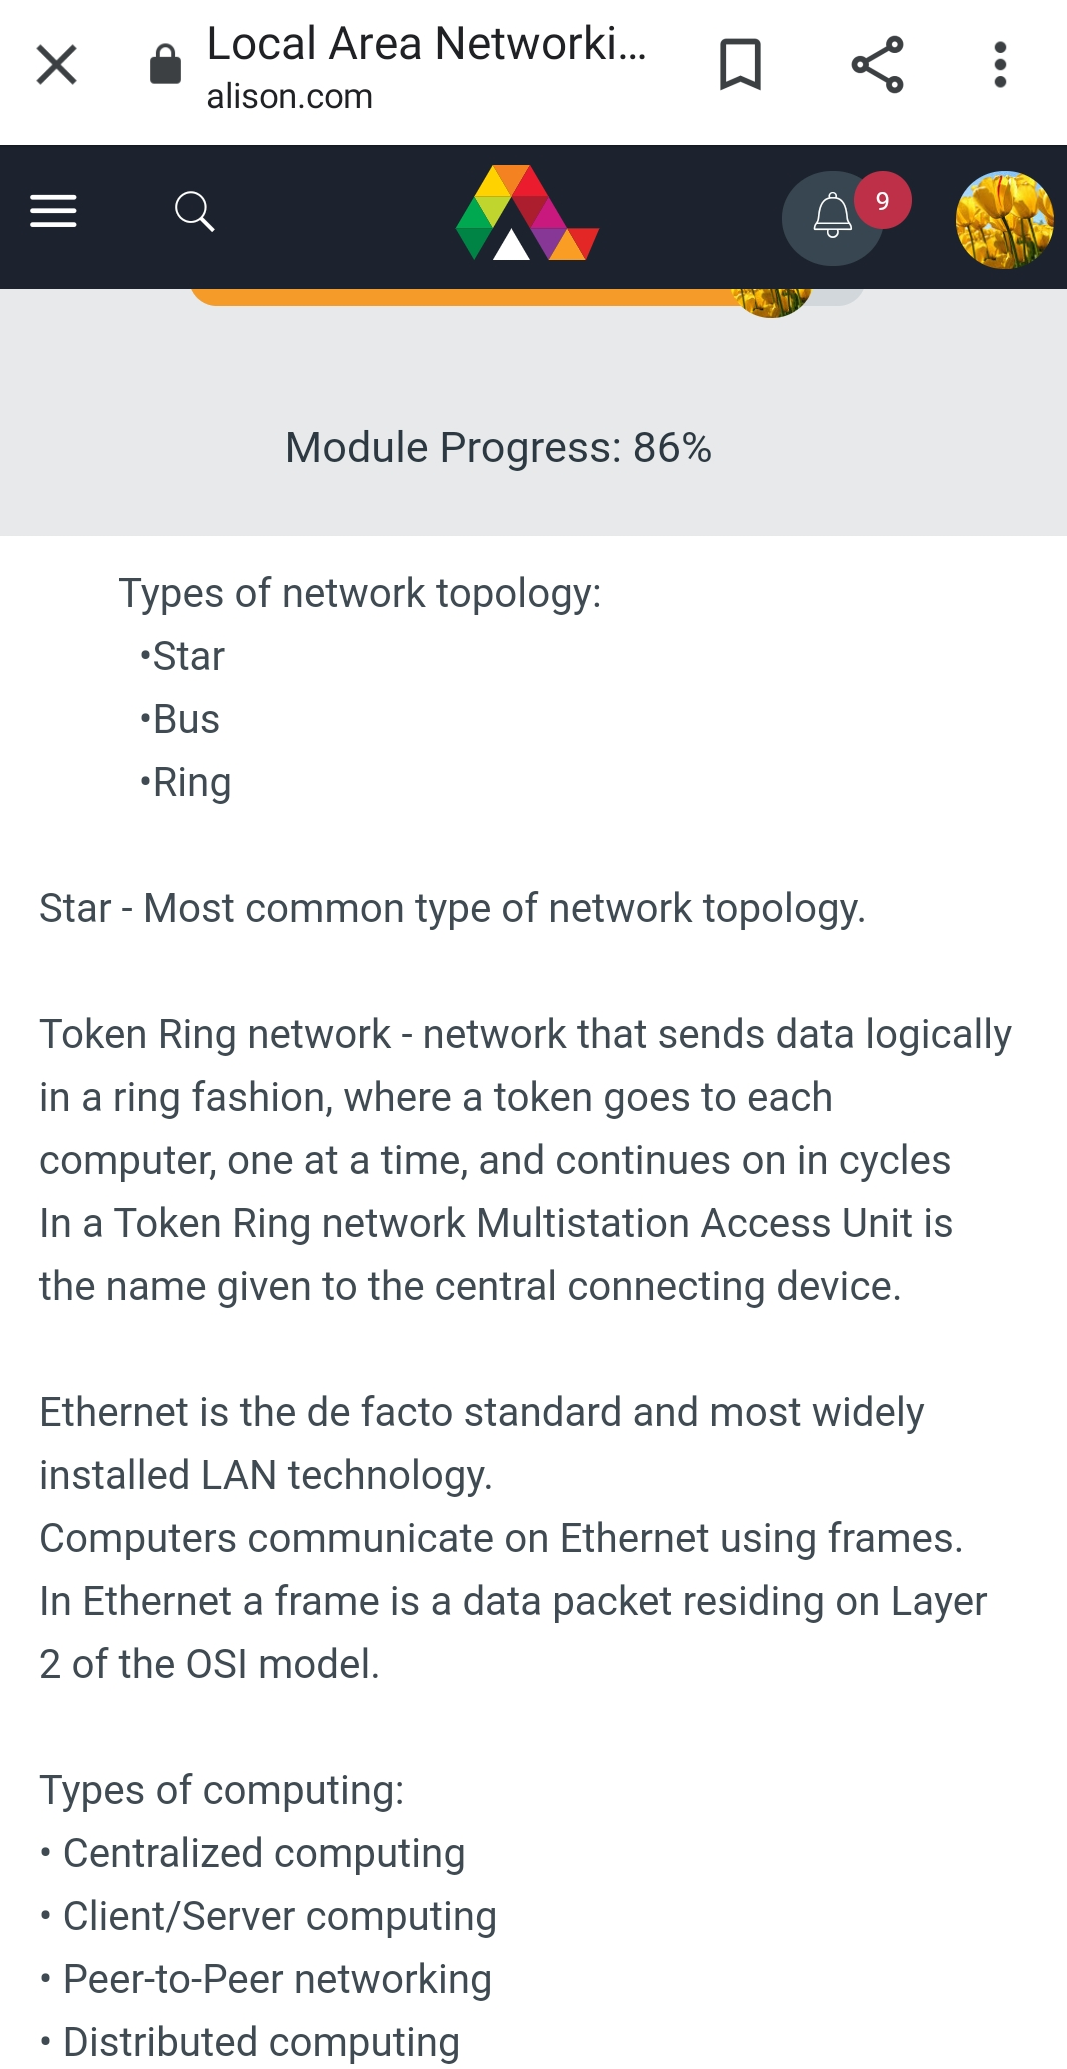 Local Area Networki...
alison.com
9
Module Progress: 86%
Types of network topology:
•Star
•Bus
•Ring
Star - Most common type of network topology.
Token Ring network - network that sends data logically
in a ring fashion, where a token goes to each
computer, one at a time, and continues on in cycles
In a Token Ring network Multistation Access Unit is
the name given to the central connecting device.
Ethernet is the de facto standard and most widely
installed LAN technology.
Computers communicate on Ethernet using frames.
In Ethernet a frame is a data packet residing on Layer
2 of the OSI model.
Types of computing:
• Centralized computing
• Client/Server computing
• Peer-to-Peer networking
• Distributed computing